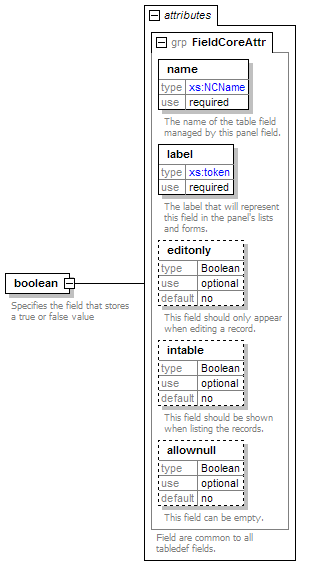 attributes
grp FieldCoreAttr
name
type xs:NCName
use required
The name of the table field
managed by this panel field.
label
type xs:token
use required
The label that will represent
this field in the panel's lists
and forms.
editonly
type Boolean
use optional
default no
This field should only appear
when editing a record.
boolean
Specifies the field that stores
a true or false value
intable
type Boolean
use optional
default no
This field should be shown
when listing the records.
allownull
type Boolean
use optional
default no
This field can be empty.
Field are common to all
tabledef fields.